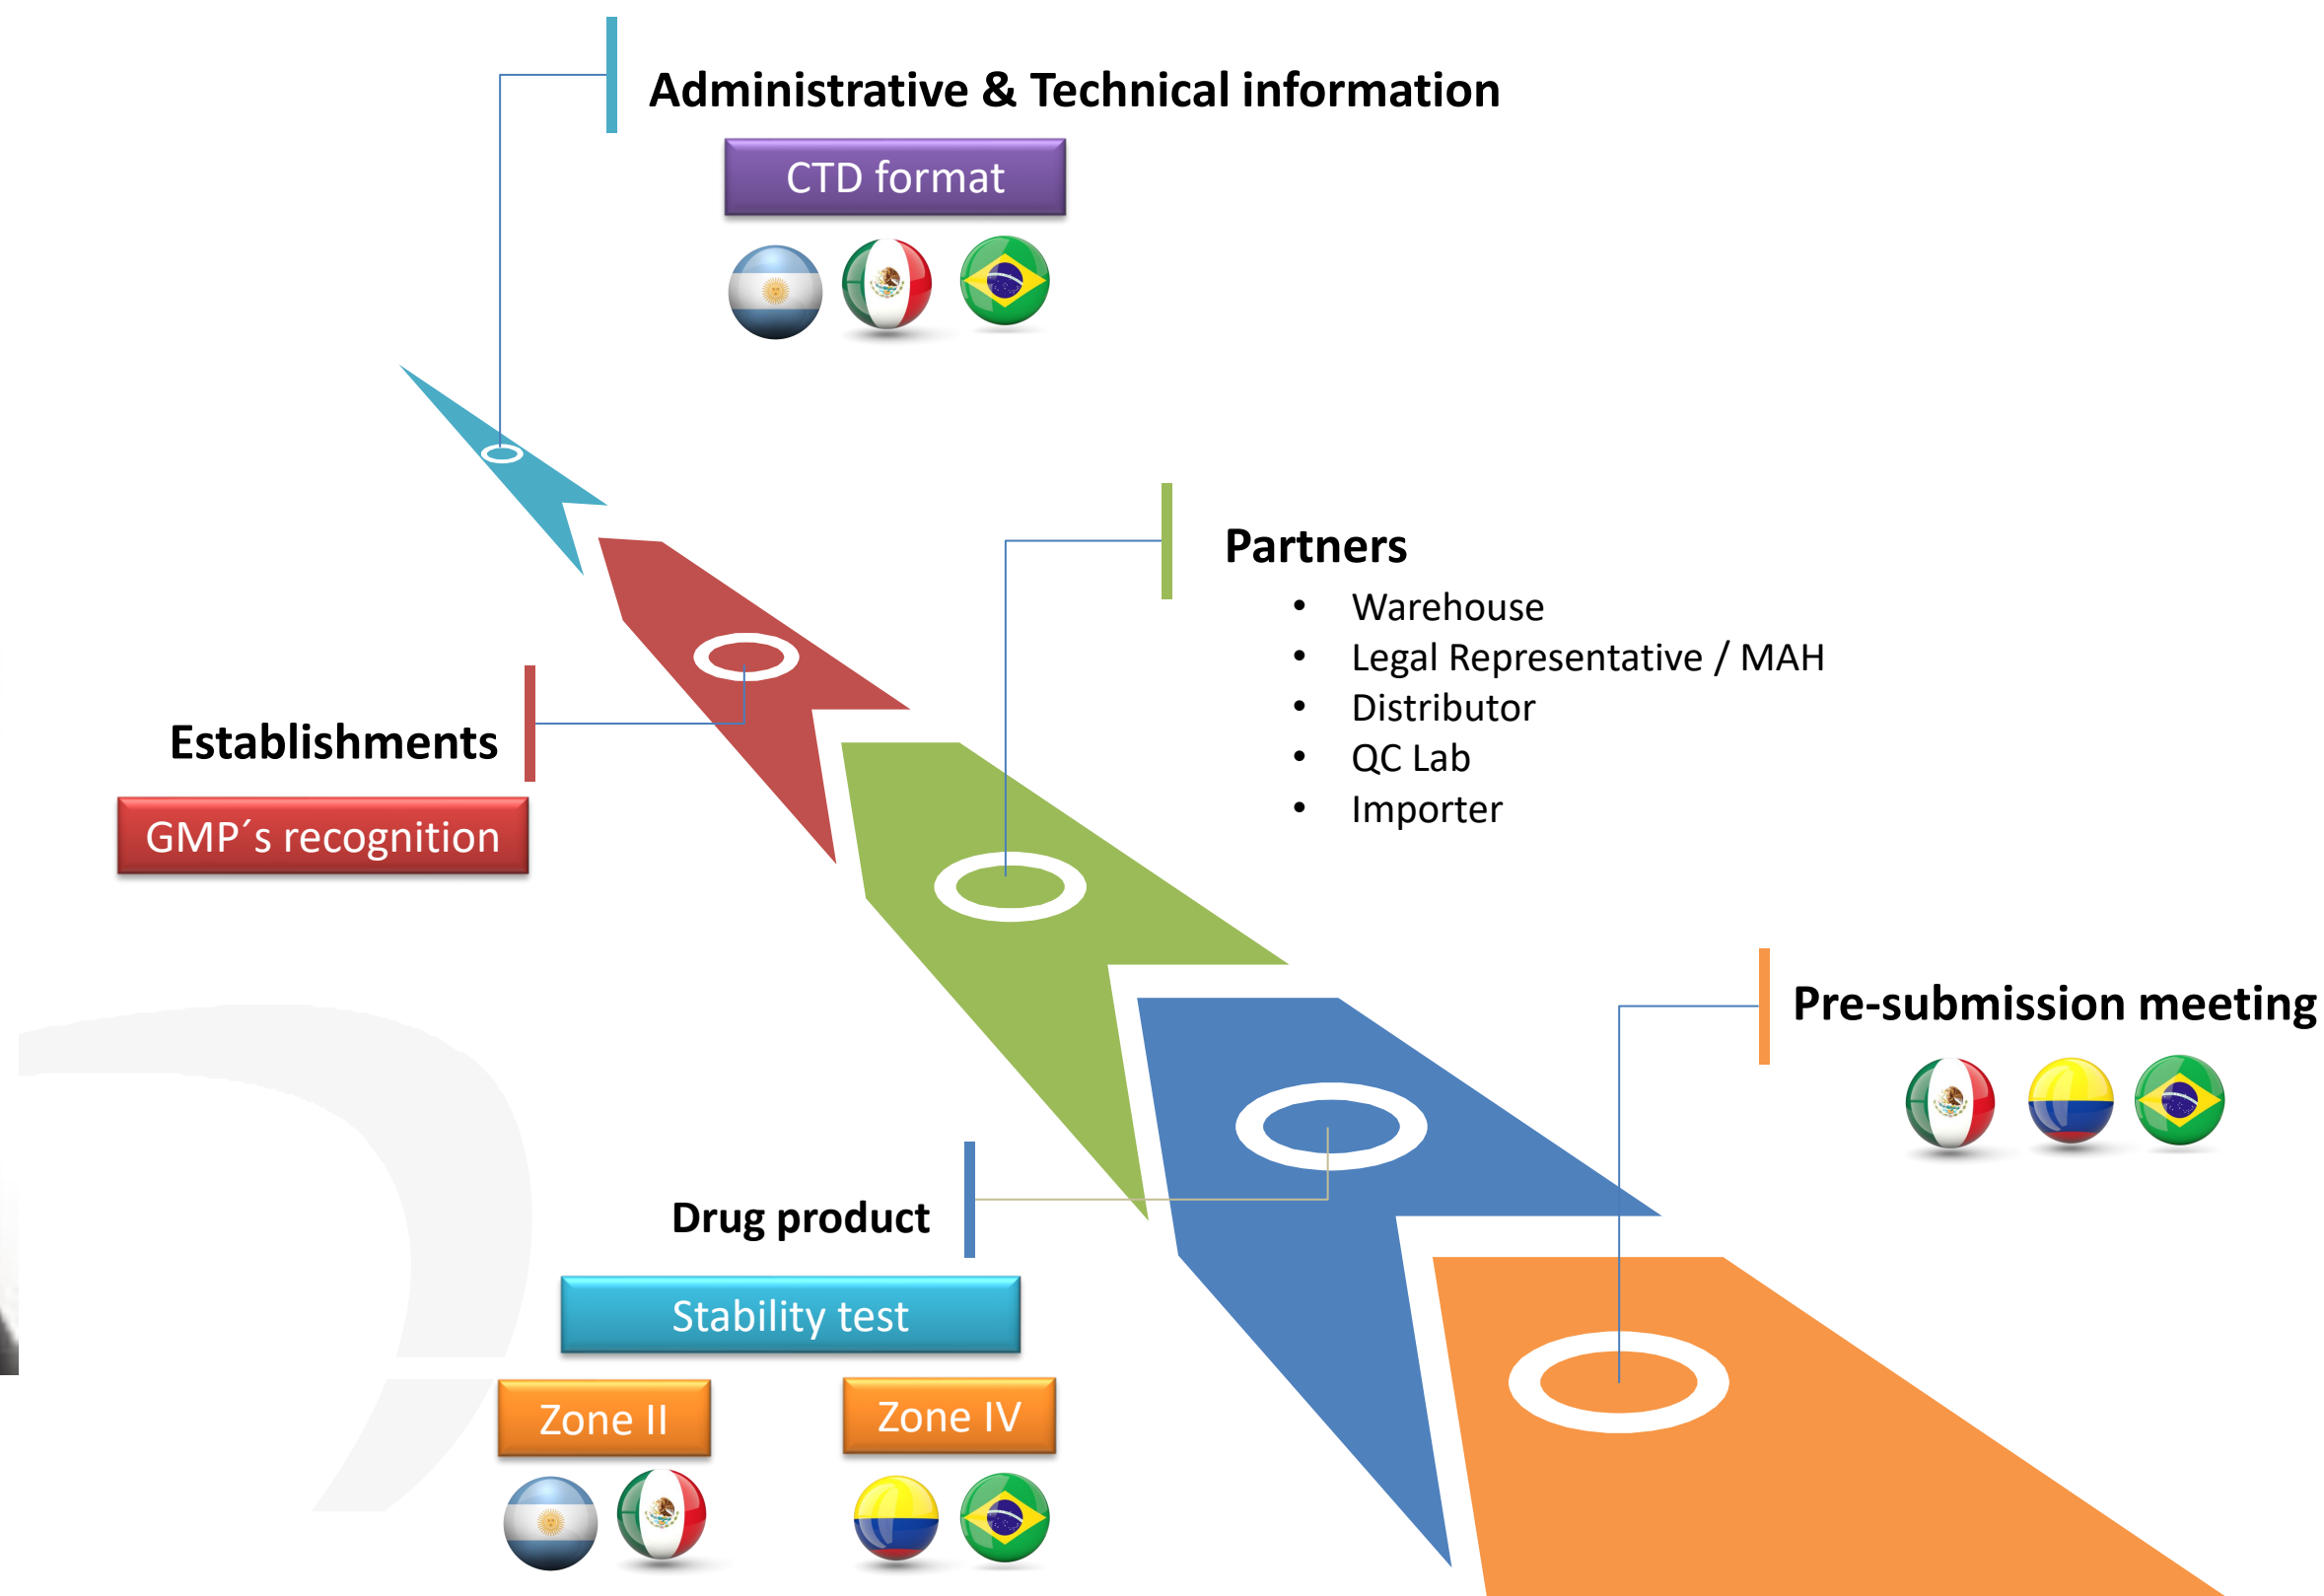 Administrative & Technical information
CTD format
Partners
• Warehouse
• Legal Representative / MAH
• Distributor
• QC Lab
• Importer
Establishments
GMP´s recognition
Pre-submission meeting
Drug product
Stability test
Zone II
Zone IV